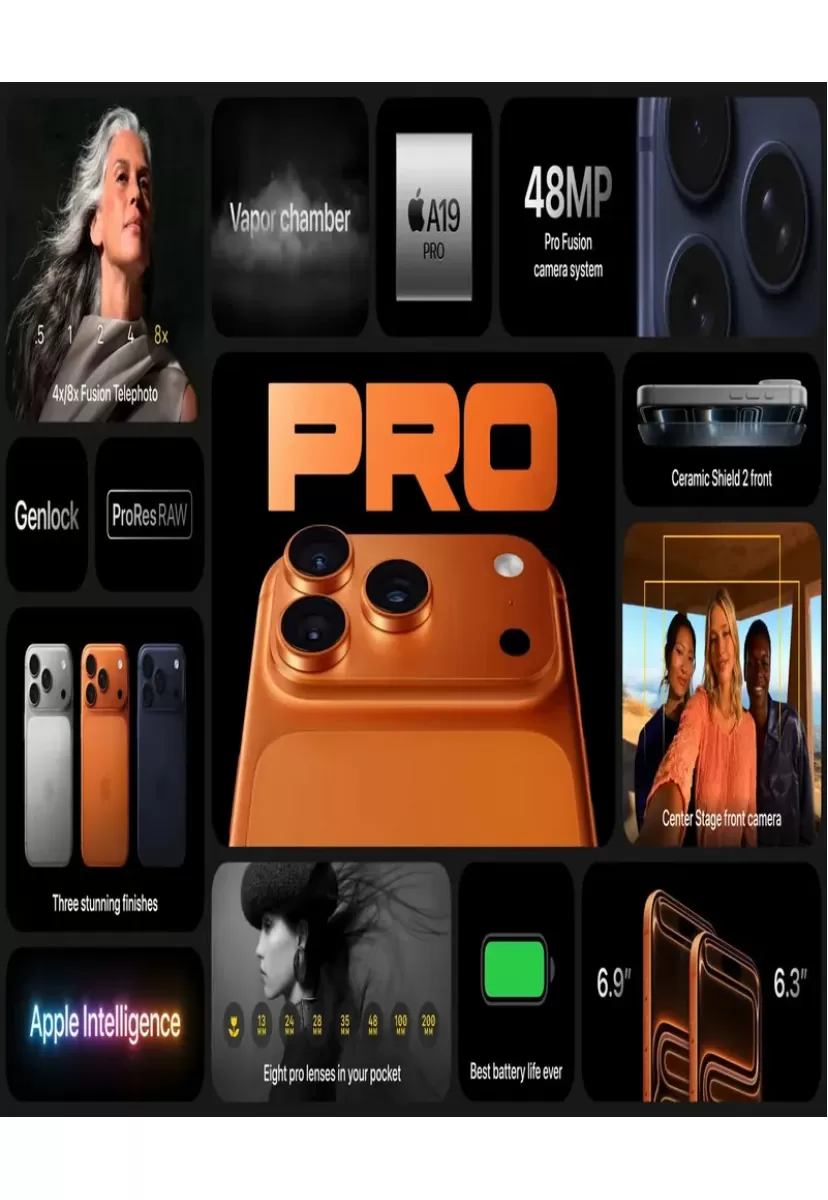 .5 1 2 4 8x
4x/8x Fusion Telephoto
Vapor chamber
A19
PRO
48MP
Pro Fusion
camera system
PRO
Ceramic Shield 2 front
Genlock
ProRes RAW
Center Stage front camera
Three stunning finishes
Apple Intelligence
13 MM 24 MM 28 MM 35 MM 48 MM 100 MM 200 MM
Eight pro lenses in your pocket
Best battery life ever
6.9"
6.3"